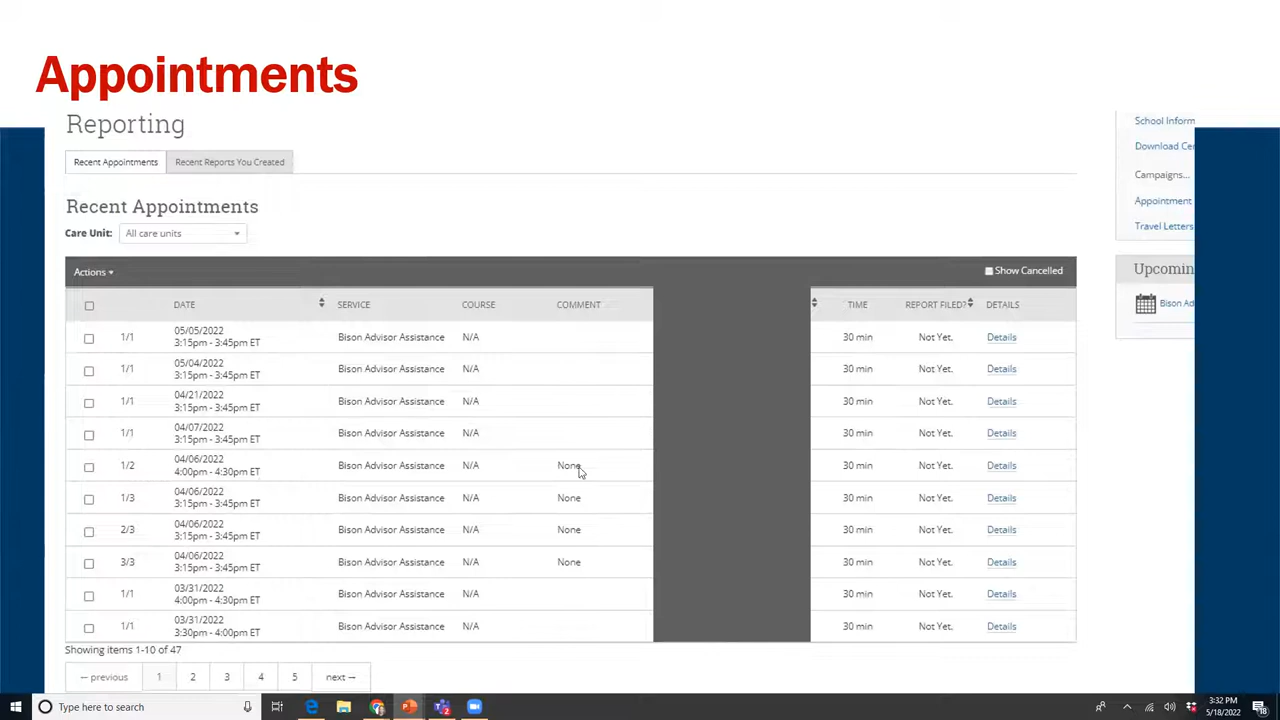 Appointments
Reporting
Recent Appointments Recent Reports You Created
Recent Appointments
Care Unit: All care units
Actions Show Cancelled
DATE SERVICE COURSE COMMENT TIME REPORT FILED? DETAILS
1/1 05/05/2022 Bison Advisor Assistance N/A 30 min Not Yet. Details
3:15pm - 3:45pm ET
1/1 05/04/2022 Bison Advisor Assistance N/A 30 min Not Yet. Details
3:15pm - 3:45pm ET
1/1 04/21/2022 Bison Advisor Assistance N/A 30 min Not Yet. Details
3:15pm - 3:45pm ET
1/1 04/07/2022 Bison Advisor Assistance N/A 30 min Not Yet. Details
3:15pm - 3:45pm ET
1/2 04/06/2022 Bison Advisor Assistance N/A None 30 min Not Yet. Details
4:00pm - 4:30pm ET
1/3 04/06/2022 Bison Advisor Assistance N/A None 30 min Not Yet. Details
3:15pm - 3:45pm ET
2/3 04/06/2022 Bison Advisor Assistance N/A None 30 min Not Yet. Details
3:15pm - 3:45pm ET
3/3 04/06/2022 Bison Advisor Assistance N/A None 30 min Not Yet. Details
3:15pm - 3:45pm ET
1/1 03/31/2022 Bison Advisor Assistance N/A 30 min Not Yet. Details
4:00pm - 4:30pm ET
1/1 03/31/2022 Bison Advisor Assistance N/A 30 min Not Yet. Details
3:30pm - 4:00pm ET
Showing items 1-10 of 47
← previous 1 2 3 4 5 next →
School Inform
Download Ce
Campaigns...
Appointment
Travel Letters
Upcomin
Bison Ad
Type here to search
3:32 PM
5/18/2022
18